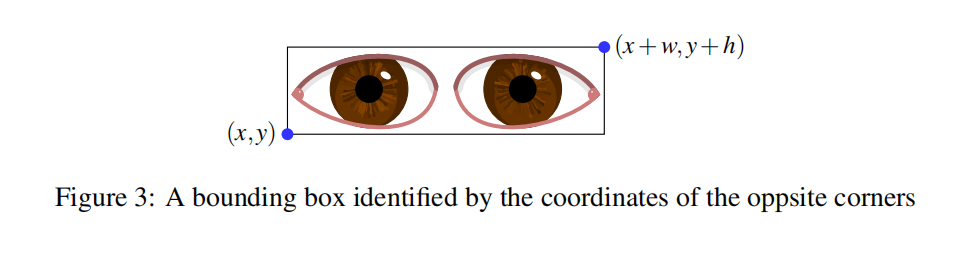 (x+w,y+h)
(x,y)
Figure 3: A bounding box identified by the coordinates of the oppsite corners